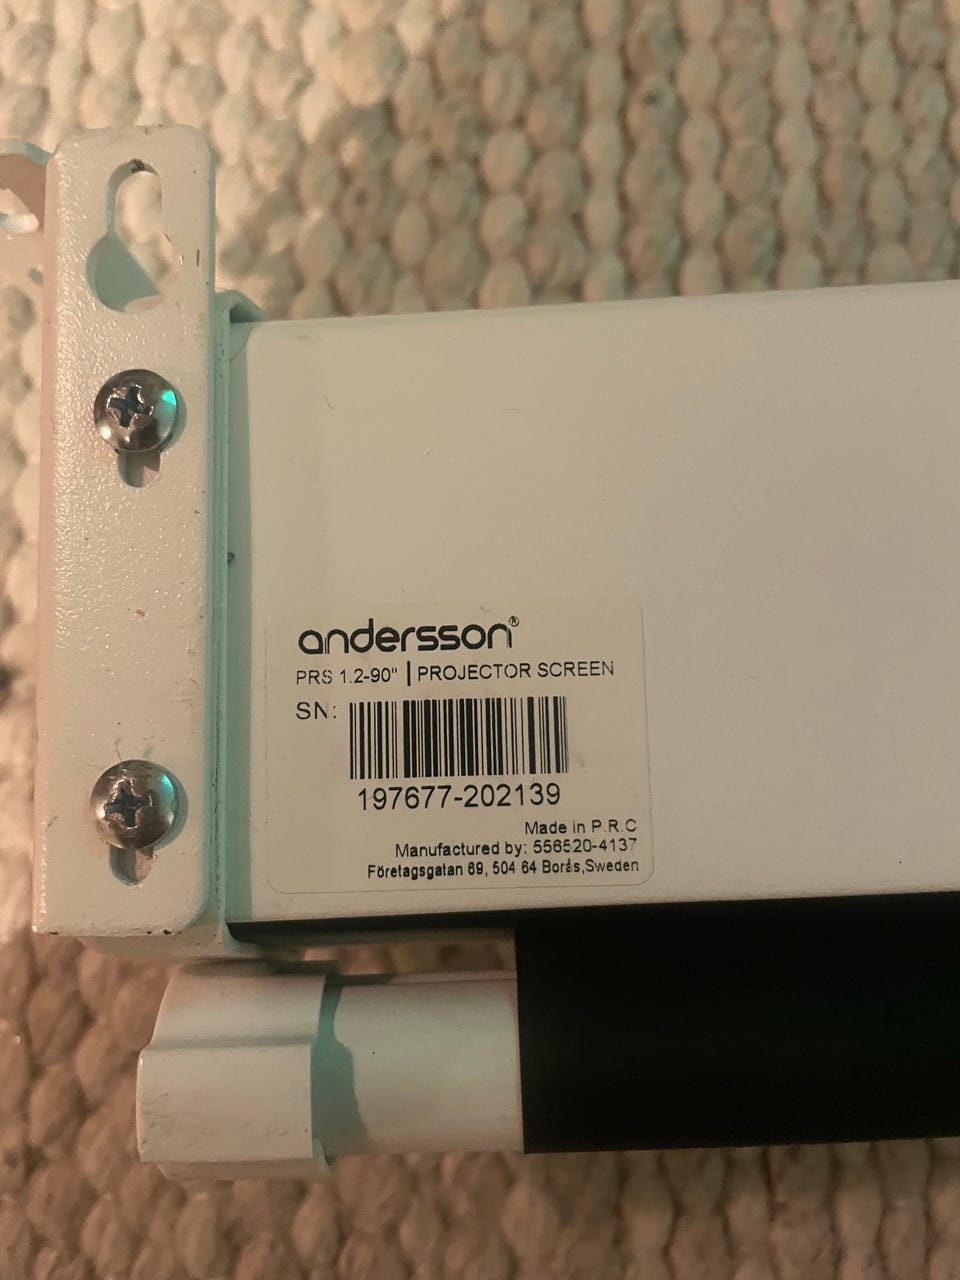 andersson®
PRS 1.2-90" | PROJECTOR SCREEN
SN:
197677-202139
Made in P.R.C
Manufactured by: 556520-4137
Företagsgatan 69, 504 64 Borås,Sweden